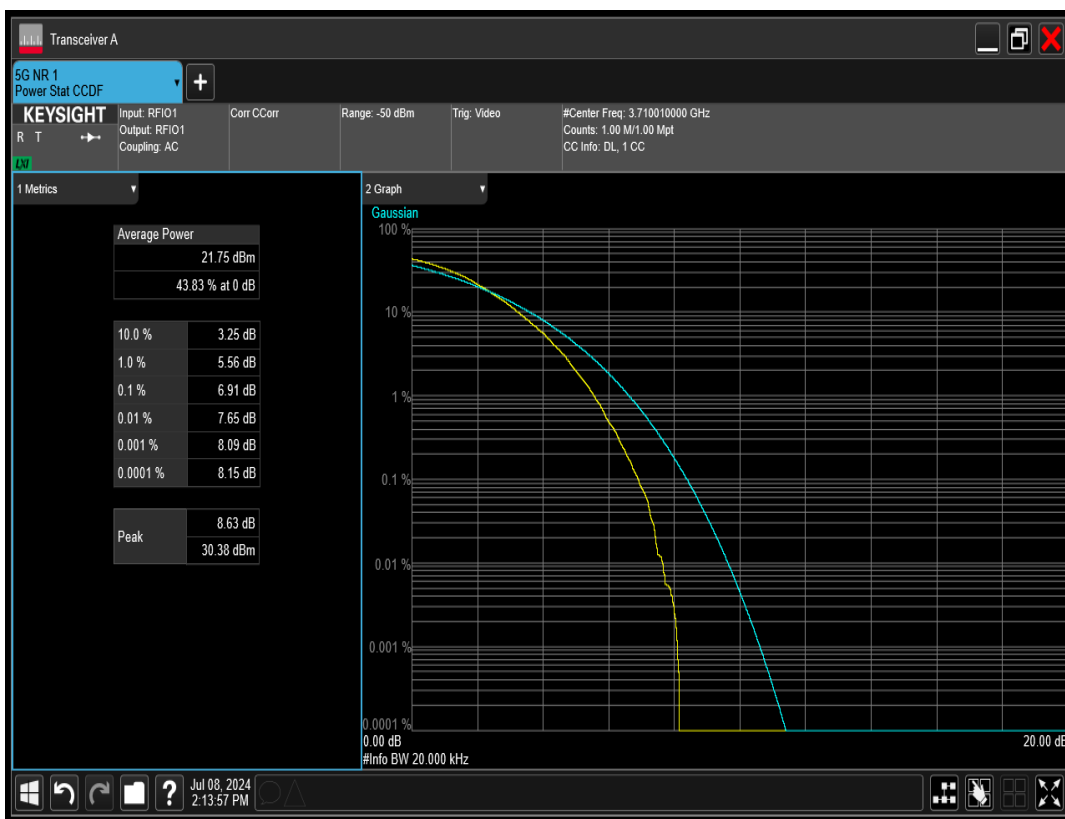 Transceiver A
5G NR 1
Power Stat CCDF
+
KEYSIGHT
R T
LXI
Input: RFIO1
Output: RFIO1
Coupling: AC
Corr CCorr
Range: -50 dBm
Trig: Video
#Center Freq: 3.710010000 GHz
Counts: 1.00 M/1.00 Mpt
CC Info: DL, 1 CC
1 Metrics
Average Power
21.75 dBm
43.83 % at 0 dB
10.0 % 3.25 dB
1.0 % 5.56 dB
0.1 % 6.91 dB
0.01 % 7.65 dB
0.001 % 8.09 dB
0.0001 % 8.15 dB
Peak
8.63 dB
30.38 dBm
2 Graph
Gaussian
100 %
10 %
1 %
0.1 %
0.01 %
0.001 %
0.0001 %
0.00 dB
20.00 dB
#Info BW 20.000 kHz
?
Jul 08, 2024
2:13:57 PM